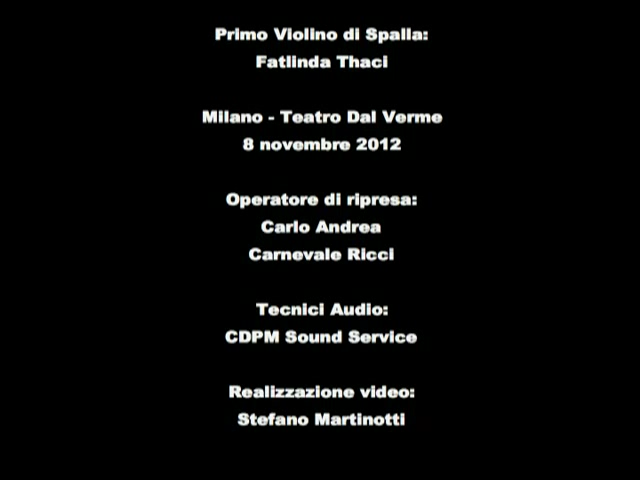 Primo Violino di Spalla:
Fatlinda Thaci
Milano - Teatro Dal Verme
8 novembre 2012
Operatore di ripresa:
Carlo Andrea
Carnevale Ricci
Tecnici Audio:
CDPM Sound Service
Realizzazione video:
Stefano Martinotti